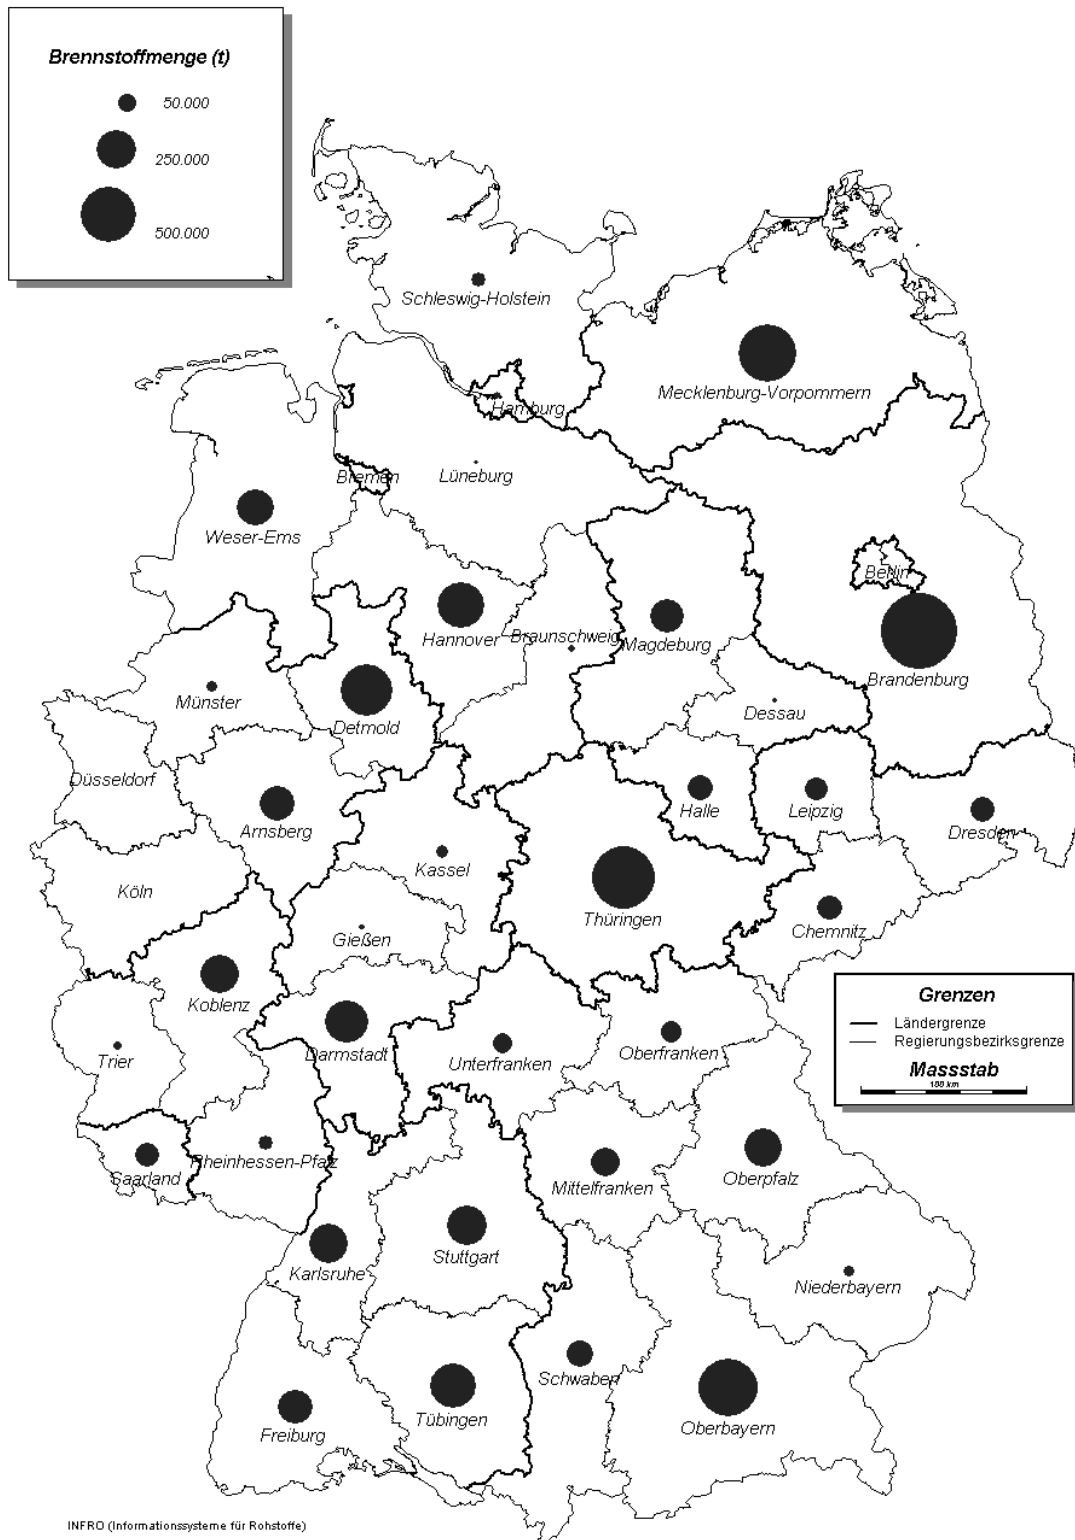 Brennstoffmenge (t)
50.000
250.000
500.000
Schleswig-Holstein
Mecklenburg-Vorpommern
Hamburg
Bremen
Lüneburg
Weser-Ems
Berlin
Hannover
Braunschweig
Magdeburg
Brandenburg
Münster
Detmold
Dessau
Düsseldorf
Arnsberg
Halle
Leipzig
Dresden
Köln
Kassel
Thüringen
Chemnitz
Gießen
Koblenz
Grenzen
Ländergrenze
Regierungsbezirksgrenze
Massstab
100 km
Trier
Darmstadt
Unterfranken
Oberfranken
Saarland
Rheinhessen-Pfalz
Mittelfranken
Oberpfalz
Karlsruhe
Stuttgart
Niederbayern
Schwaben
Freiburg
Tübingen
Oberbayern
INFRO (Informationssysteme für Rohstoffe)